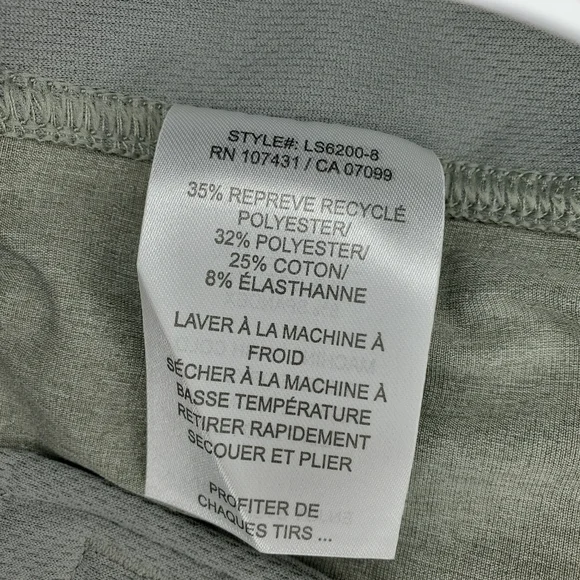 STYLE#: LS6200-8
RN 107431 / CA 07099
35% REPREVE RECYCLÉ
POLYESTER/
32% POLYESTER/
25% COTON/
8% ÉLASTHANNE
LAVER À LA MACHINE À
FROID
SÉCHER À LA MACHINE À
BASSE TEMPÉRATURE
RETIRER RAPIDEMENT
SECOUER ET PLIER
PROFITER DE
CHAQUES TIRS ...